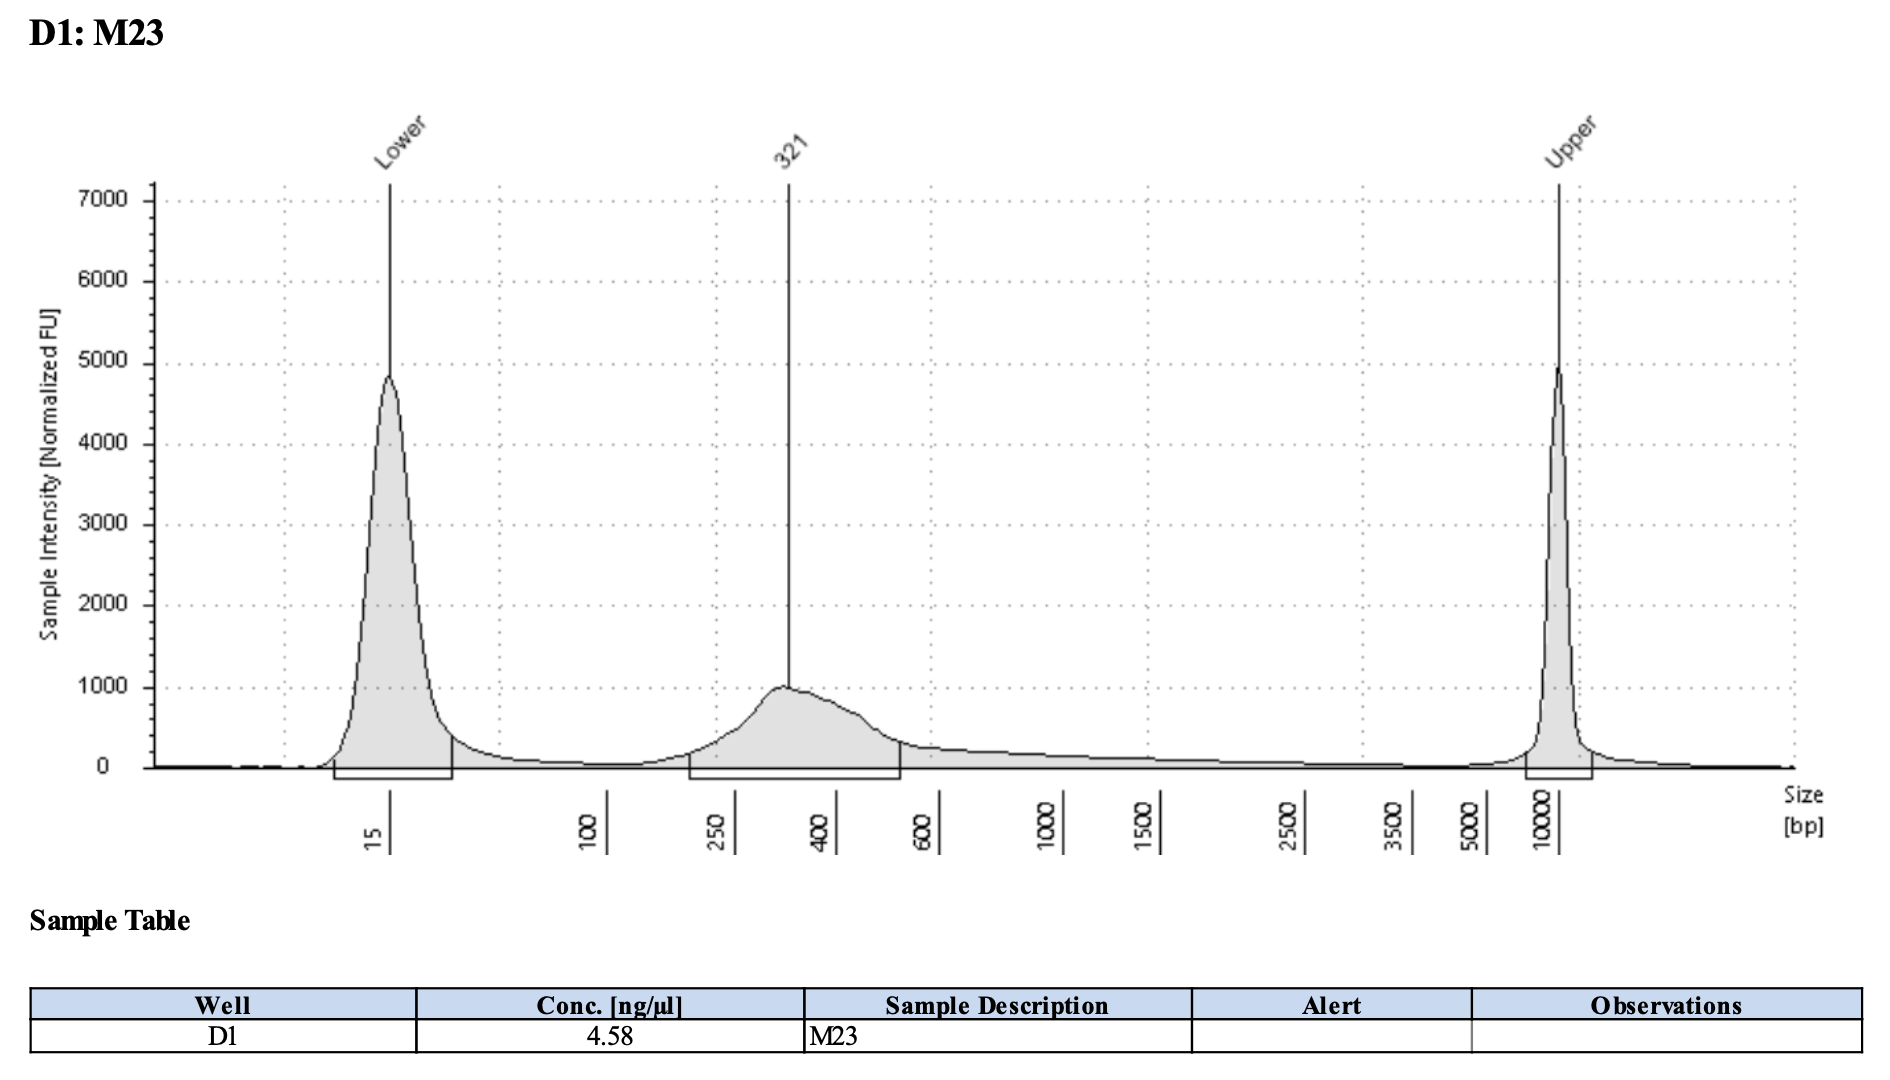 D1: M23
Lower
321
Upper
7000
6000
5000
4000
3000
2000
1000
0
Sample Intensity [Normalized FU]
15
100
250
400
600
1000
1500
2500
3500
5000
10000
Size
[bp]
Sample Table
Well Conc. [ng/µl] Sample Description Alert Observations
D1 4.58 M23